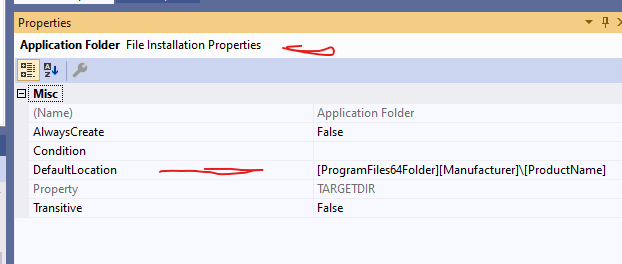 Properties
Application Folder File Installation Properties
Misc
(Name) Application Folder
AlwaysCreate False
Condition
DefaultLocation [ProgramFiles64Folder][Manufacturer]\[ProductName]
Property TARGETDIR
Transitive False